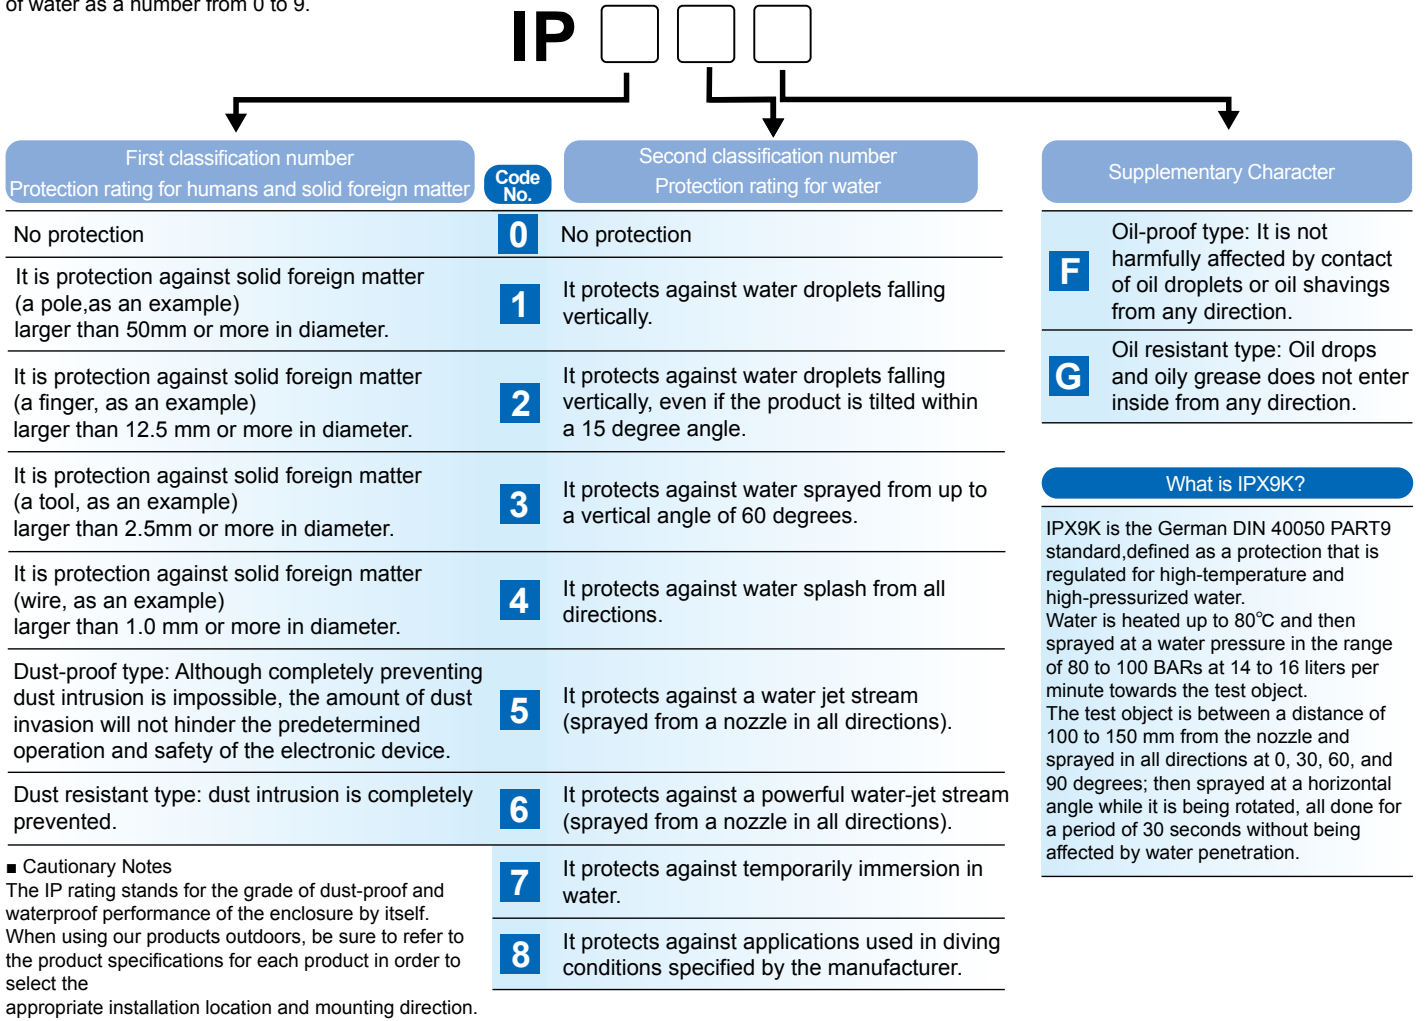 of water as a number from 0 to 9.
IP
First classification number
Protection rating for humans and solid foreign matter
Code
No.
Second classification number
Protection rating for water
Supplementary Character
No protection
0
No protection
It is protection against solid foreign matter
(a pole,as an example)
larger than 50mm or more in diameter.
1
It protects against water droplets falling
vertically.
It is protection against solid foreign matter
(a finger, as an example)
larger than 12.5 mm or more in diameter.
2
It protects against water droplets falling
vertically, even if the product is tilted within
a 15 degree angle.
It is protection against solid foreign matter
(a tool, as an example)
larger than 2.5mm or more in diameter.
3
It protects against water sprayed from up to
a vertical angle of 60 degrees.
It is protection against solid foreign matter
(wire, as an example)
larger than 1.0 mm or more in diameter.
4
It protects against water splash from all
directions.
Dust-proof type: Although completely preventing
dust intrusion is impossible, the amount of dust
invasion will not hinder the predetermined
operation and safety of the electronic device.
5
It protects against a water jet stream
(sprayed from a nozzle in all directions).
Dust resistant type: dust intrusion is completely
prevented.
6
It protects against a powerful water-jet stream
(sprayed from a nozzle in all directions).
7
It protects against temporarily immersion in
water.
8
It protects against applications used in diving
conditions specified by the manufacturer.
■ Cautionary Notes
The IP rating stands for the grade of dust-proof and
waterproof performance of the enclosure by itself.
When using our products outdoors, be sure to refer to
the product specifications for each product in order to
select the
appropriate installation location and mounting direction.
F
Oil-proof type: It is not
harmfully affected by contact
of oil droplets or oil shavings
from any direction.
G
Oil resistant type: Oil drops
and oily grease does not enter
inside from any direction.
What is IPX9K?
IPX9K is the German DIN 40050 PART9
standard,defined as a protection that is
regulated for high-temperature and
high-pressurized water.
Water is heated up to 80℃ and then
sprayed at a water pressure in the range
of 80 to 100 BARs at 14 to 16 liters per
minute towards the test object.
The test object is between a distance of
100 to 150 mm from the nozzle and
sprayed in all directions at 0, 30, 60, and
90 degrees; then sprayed at a horizontal
angle while it is being rotated, all done for
a period of 30 seconds without being
affected by water penetration.